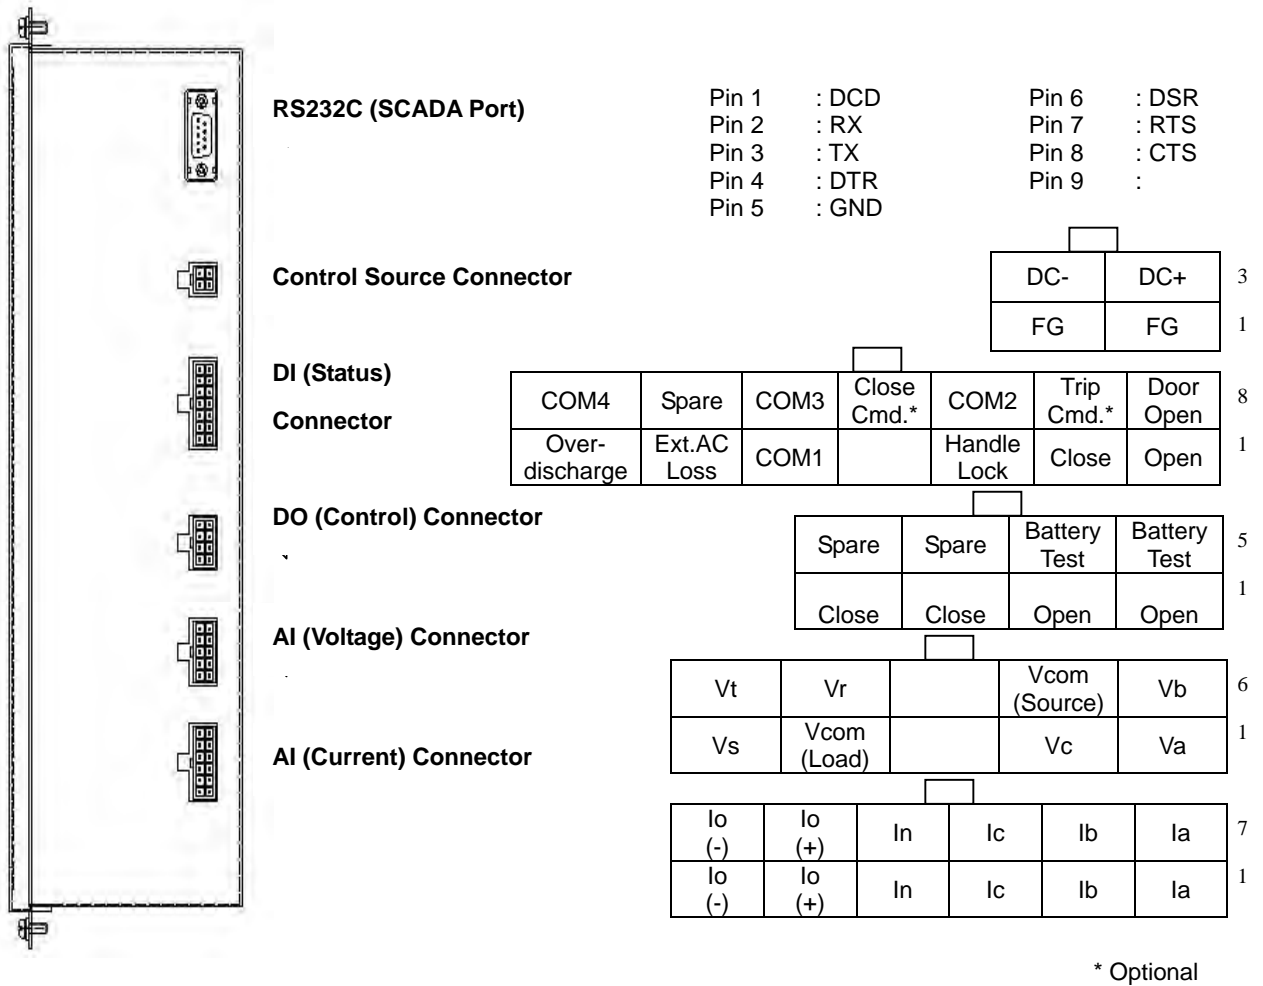 RS232C (SCADA Port)
Pin 1 : DCD Pin 6 : DSR
Pin 2 : RX Pin 7 : RTS
Pin 3 : TX Pin 8 : CTS
Pin 4 : DTR Pin 9 :
Pin 5 : GND
Control Source Connector
DC- DC+ 3
FG FG 1
DI (Status)
Connector
COM4 Spare COM3 Close Cmd.* COM2 Trip Cmd.* Door Open 8
Over-discharge Ext.AC Loss COM1 Handle Lock Close Open 1
DO (Control) Connector
Spare Spare Battery Test Battery Test 5
Close Close Open Open 1
AI (Voltage) Connector
Vt Vr Vcom (Source) Vb 6
Vs Vcom (Load) Vc Va 1
AI (Current) Connector
Io (-) Io (+) In Ic Ib Ia 7
Io (-) Io (+) In Ic Ib Ia 1
* Optional